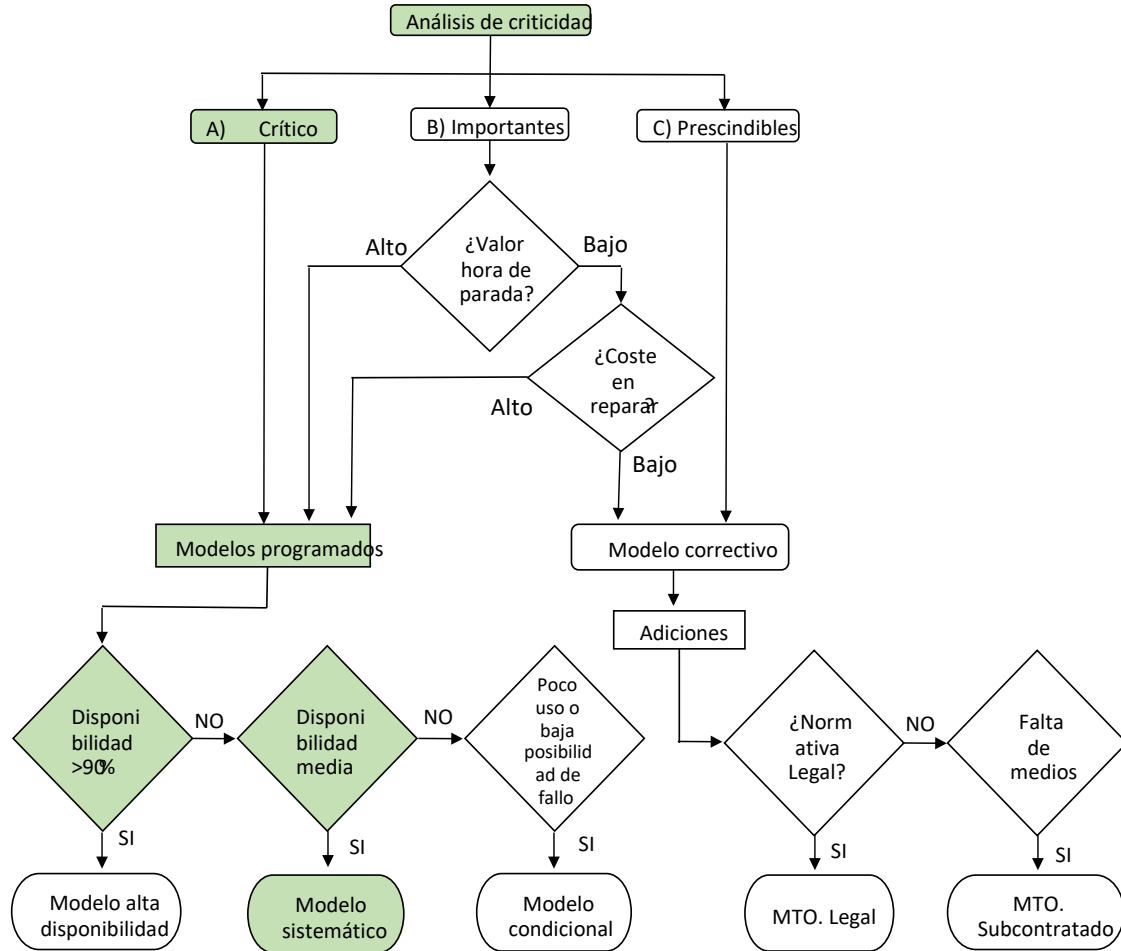 Análisis de criticidad
A) Crítico
B) Importantes
C) Prescindibles
¿Valor
hora de
parada?
Alto
Bajo
¿Coste
en
reparar?
Alto
Bajo
Modelos programados
Modelo correctivo
Adiciones
Disponi
bilidad
>90%
NO
Disponi
bilidad
media
NO
Poco
uso o
baja
posibilid
ad de
fallo
¿Norm
ativa
Legal?
NO
Falta
de
medios
SI
SI
SI
SI
SI
Modelo alta
disponibilidad
Modelo
sistemático
Modelo
condicional
MTO. Legal
MTO.
Subcontratado